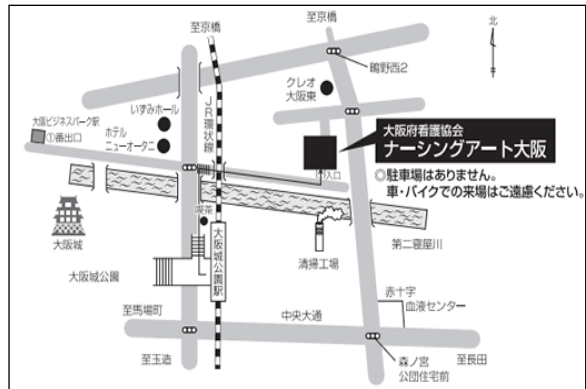 至京橋
至京橋
北
鴫野西2
クレオ
大阪東
いずみホール
JR環状線
大阪ビジネスパーク駅
①番出口
ホテル
ニューオータニ
大阪府看護協会
ナーシングアート大阪
入口
◎駐車場はありません。
車・バイクでの来場はご遠慮ください。
喫茶
大阪城
大阪城公園駅
清掃工場
第二寝屋川
大阪城公園
赤十字
血液センター
至馬場町
中央大通
至玉造
森ノ宮
公団住宅前
至長田